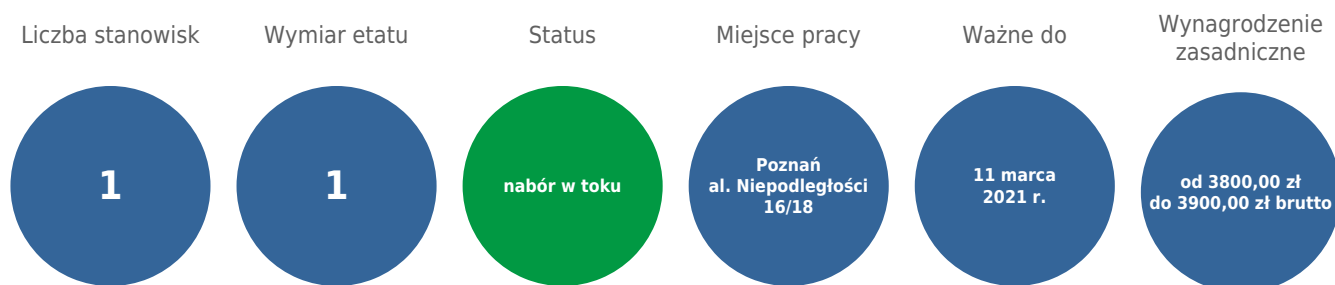 Liczba stanowisk
1
Wymiar etatu
1
Status
nabór w toku
Miejsce pracy
Poznań
al. Niepodległości
16/18
Ważne do
11 marca
2021 r.
Wynagrodzenie
zasadnicze
od 3800,00 zł
do 3900,00 zł brutto